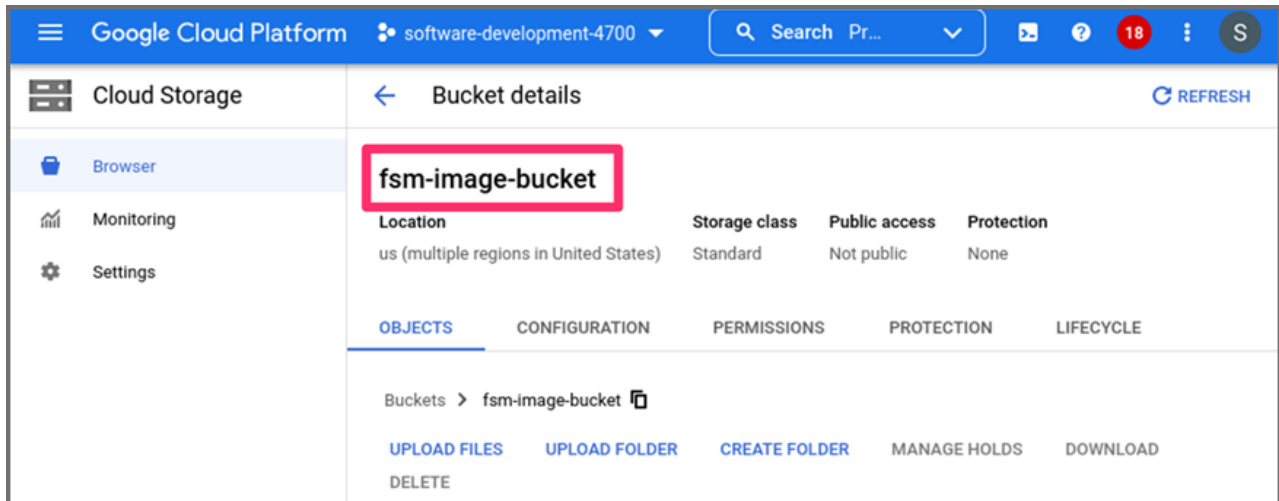 Google Cloud Platform software-development-4700 Search Pr... 18 S
Cloud Storage
Bucket details
REFRESH
Browser
Monitoring
Settings
fsm-image-bucket
Location Storage class Public access Protection
us (multiple regions in United States) Standard Not public None
OBJECTS CONFIGURATION PERMISSIONS PROTECTION LIFECYCLE
Buckets > fsm-image-bucket
UPLOAD FILES UPLOAD FOLDER CREATE FOLDER MANAGE HOLDS DOWNLOAD
DELETE